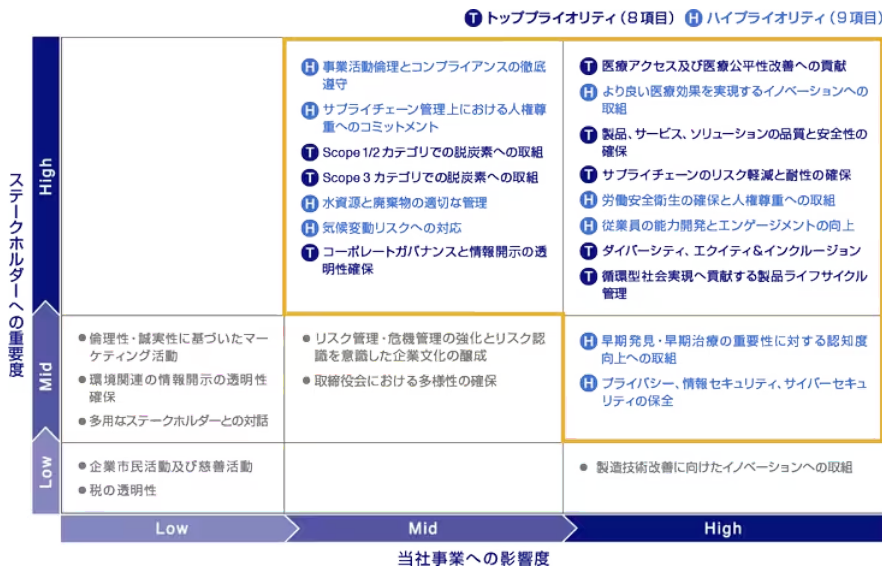 T トッププライオリティ(8項目) H ハイプライオリティ(9項目)
H 事業活動倫理とコンプライアンスの徹底
遵守
H サプライチェーン管理上における人権尊
重へのコミットメント
T Scope 1/2 カテゴリでの脱炭素への取組
T Scope 3 カテゴリでの脱炭素への取組
H 水資源と廃棄物の適切な管理
H 気候変動リスクへの対応
T コーポレートガバナンスと情報開示の透
明性確保
T 医療アクセス及び医療公平性改善への貢献
H より良い医療効果を実現するイノベーションへの
取組
T 製品、サービス、ソリューションの品質と安全性の
確保
T サプライチェーンのリスク軽減と耐性の確保
H 労働安全衛生の確保と人権尊重への取組
H 従業員の能力開発とエンゲージメントの向上
T ダイバーシティ、エクイティ&インクルージョン
T 循環型社会実現へ貢献する製品ライフサイクル
管理
ステークホルダーへの重要度
High
Mid
Low
●倫理性・誠実性に基づいたマー
ケティング活動
●環境関連の情報開示の透明性
確保
●多用なステークホルダーとの対話
●リスク管理・危機管理の強化とリスク認
識を意識した企業文化の醸成
●取締役会における多様性の確保
H 早期発見・早期治療の重要性に対する認知度
向上への取組
H プライバシー、情報セキュリティ、サイバーセキュ
リティの保全
●企業市民活動及び慈善活動
●税の透明性
●製造技術改善に向けたイノベーションへの取組
Low
Mid
High
当社事業への影響度